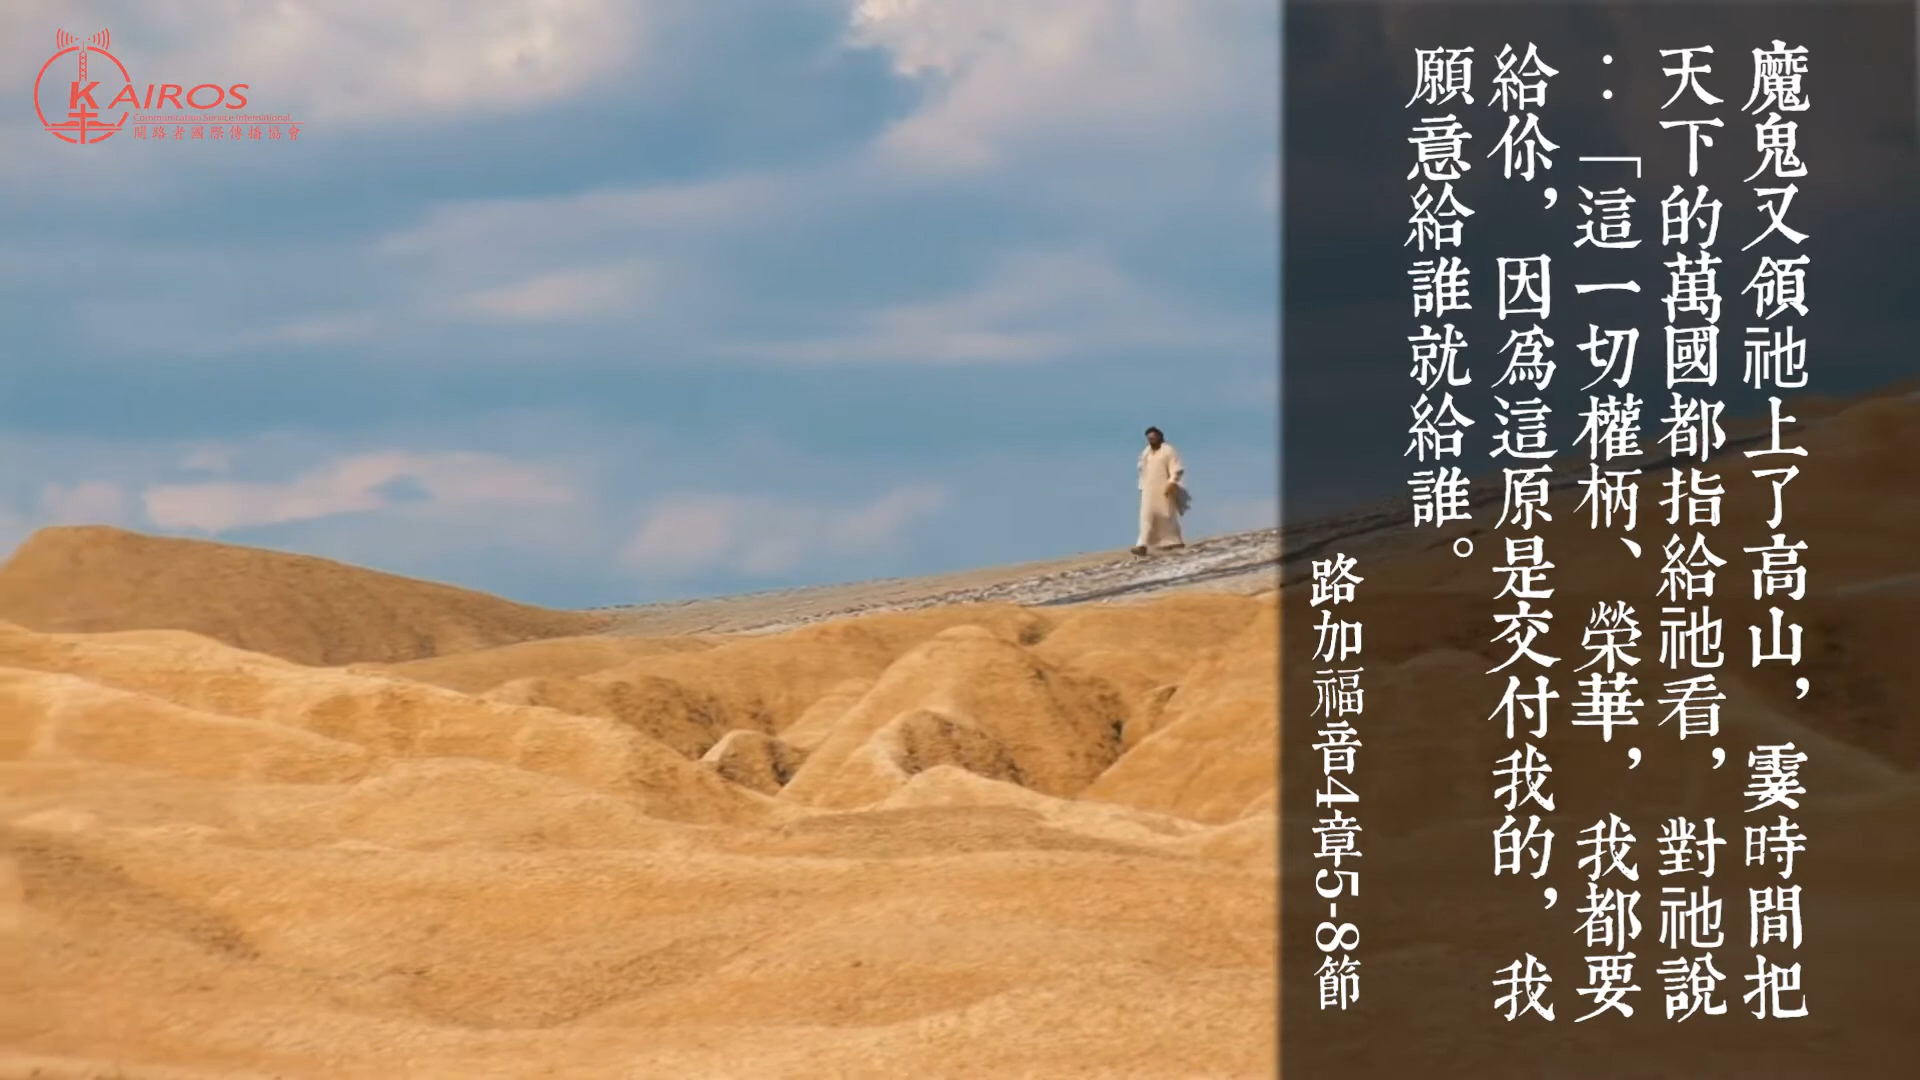 KAIROS
Communication Service International
開路者國際傳播協會
魔鬼又領祂上了高山，霎時間把
天下的萬國都指給祂看，對祂說
：「這一切權柄、榮華，我都要
給你，因為這原是交付我的，我
願意給誰就給誰。
路加福音4章5-8節